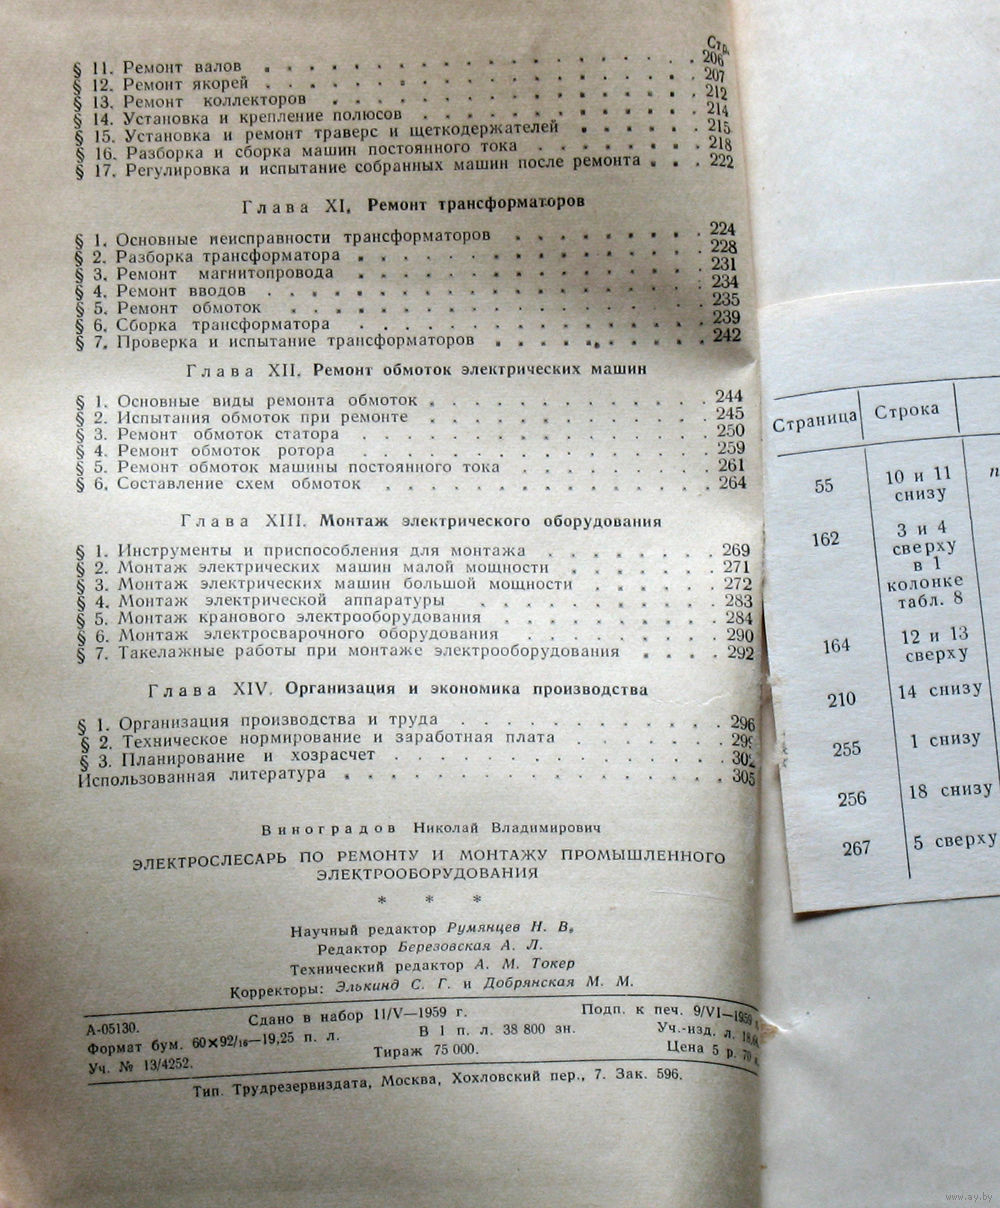 Стр.
§ 11. Ремонт валов . . . . . . . . . . . . . . . . . 206
§ 12. Ремонт якорей . . . . . . . . . . . . . . . . . 207
§ 13. Ремонт коллекторов . . . . . . . . . . . . . . . 212
§ 14. Установка и крепление полюсов . . . . . . . . . . . 214
§ 15. Установка и ремонт траверс и щеткодержателей . . . . . . 215
§ 16. Разборка и сборка машин постоянного тока . . . . . . . 218
§ 17. Регулировка и испытание собранных машин после ремонта . . . 222
Глава XI. Ремонт трансформаторов
§ 1. Основные неисправности трансформаторов . . . . . . . . . 224
§ 2. Разборка трансформатора . . . . . . . . . . . . . . 228
§ 3. Ремонт магнитопровода . . . . . . . . . . . . . . 231
§ 4. Ремонт вводов . . . . . . . . . . . . . . . . . 234
§ 5. Ремонт обмоток . . . . . . . . . . . . . . . . . 235
§ 6. Сборка трансформатора . . . . . . . . . . . . . . 239
§ 7. Проверка и испытание трансформаторов . . . . . . . . . 242
Глава XII. Ремонт обмоток электрических машин
§ 1. Основные виды ремонта обмоток . . . . . . . . . . . . 244
§ 2. Испытания обмоток при ремонте . . . . . . . . . . . . 245
§ 3. Ремонт обмоток статора . . . . . . . . . . . . . . 250
§ 4. Ремонт обмоток ротора . . . . . . . . . . . . . . 259
§ 5. Ремонт обмоток машины постоянного тока . . . . . . . . 261
§ 6. Составление схем обмоток . . . . . . . . . . . . . 264
Глава XIII. Монтаж электрического оборудования
§ 1. Инструменты и приспособления для монтажа . . . . . . . . 269
§ 2. Монтаж электрических машин малой мощности . . . . . . . 271
§ 3. Монтаж электрических машин большой мощности . . . . . . 272
§ 4. Монтаж электрической аппаратуры . . . . . . . . . . 283
§ 5. Монтаж кранового электрооборудования . . . . . . . . . 284
§ 6. Монтаж электросварочного оборудования . . . . . . . . 290
§ 7. Такелажные работы при монтаже электрооборудования . . . . 292
Глава XIV. Организация и экономика производства
§ 1. Организация производства и труда . . . . . . . . . . . 296
§ 2. Техническое нормирование и заработная плата . . . . . . . 299
§ 3. Планирование и хозрасчет . . . . . . . . . . . . . 302
Использованная литература . . . . . . . . . . . . . . . 305
Виноградов Николай Владимирович
ЭЛЕКТРОСЛЕСАРЬ ПО РЕМОНТУ И МОНТАЖУ ПРОМЫШЛЕННОГО
ЭЛЕКТРООБОРУДОВАНИЯ
* * *
Научный редактор Румянцев Н. В.
Редактор Березовская А. Л.
Технический редактор А. М. Токер
Корректоры: Элькинд С. Г. и Добрянская М. М.
А-05130. Сдано в набор 11/V—1959 г. Подп. к печ. 9/VI—1959
Формат бум. 60×92/16—19,25 п. л. В 1 п. л. 38 800 зн. Уч.-изд. л.
Уч. № 13/4252. Тираж 75 000. Цена 5 р. 70
Тип. Трудрезервиздата, Москва, Хохловский пер., 7. Зак. 596.
Страница Строка
55 10 и 11
снизу
162 3 и 4
сверху
в 1
колонке
табл. 8
164 12 и 13
сверху
210 14 снизу
255 1 снизу
256 18 снизу
267 5 сверху
www.ay.by